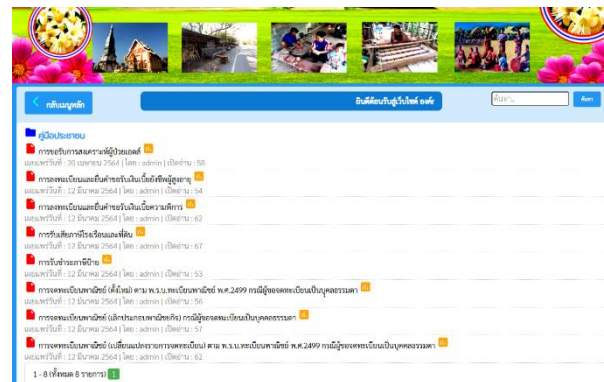 กลับเมนูหลัก
ยินดีต้อนรับสู่เว็บไซต์ องค์ก
ค้นหา...
ค้นหา
คู่มือประชาชน
การขอรับการสงเคราะห์ผู้ป่วยเอดส์
เผยแพร่วันที่ : 20 เมษายน 2564 | โดย : admin | เปิดอ่าน : 58
การลงทะเบียนและยื่นคำขอรับเงินเบี้ยยังชีพผู้สูงอายุ
เผยแพร่วันที่ : 12 มีนาคม 2564 | โดย : admin | เปิดอ่าน : 54
การลงทะเบียนและยื่นคำขอรับเงินเบี้ยความพิการ
เผยแพร่วันที่ : 12 มีนาคม 2564 | โดย : admin | เปิดอ่าน : 62
การรับเสียภาษีโรงเรือนและที่ดิน
เผยแพร่วันที่ : 12 มีนาคม 2564 | โดย : admin | เปิดอ่าน : 67
การรับชำระภาษีป้าย
เผยแพร่วันที่ : 12 มีนาคม 2564 | โดย : admin | เปิดอ่าน : 53
การจดทะเบียนพาณิชย์ (ตั้งใหม่) ตาม พ.ร.บ.ทะเบียนพาณิชย์ พ.ศ.2499 กรณีผู้ขอจดทะเบียนเป็นบุคคลธรรมดา
เผยแพร่วันที่ : 12 มีนาคม 2564 | โดย : admin | เปิดอ่าน : 56
การจดทะเบียนพาณิชย์ (เลิกประกอบพาณิชยกิจ) กรณีผู้ขอจดทะเบียนเป็นบุคคลธรรมดา
เผยแพร่วันที่ : 12 มีนาคม 2564 | โดย : admin | เปิดอ่าน : 57
การจดทะเบียนพาณิชย์ (เปลี่ยนแปลงรายการจดทะเบียน) ตาม พ.ร.บ.ทะเบียนพาณิชย์ พ.ศ.2499 กรณีผู้ขอจดทะเบียนเป็นบุคคลธรรมดา
เผยแพร่วันที่ : 12 มีนาคม 2564 | โดย : admin | เปิดอ่าน : 62
1 - 8 (ทั้งหมด 8 รายการ) 1